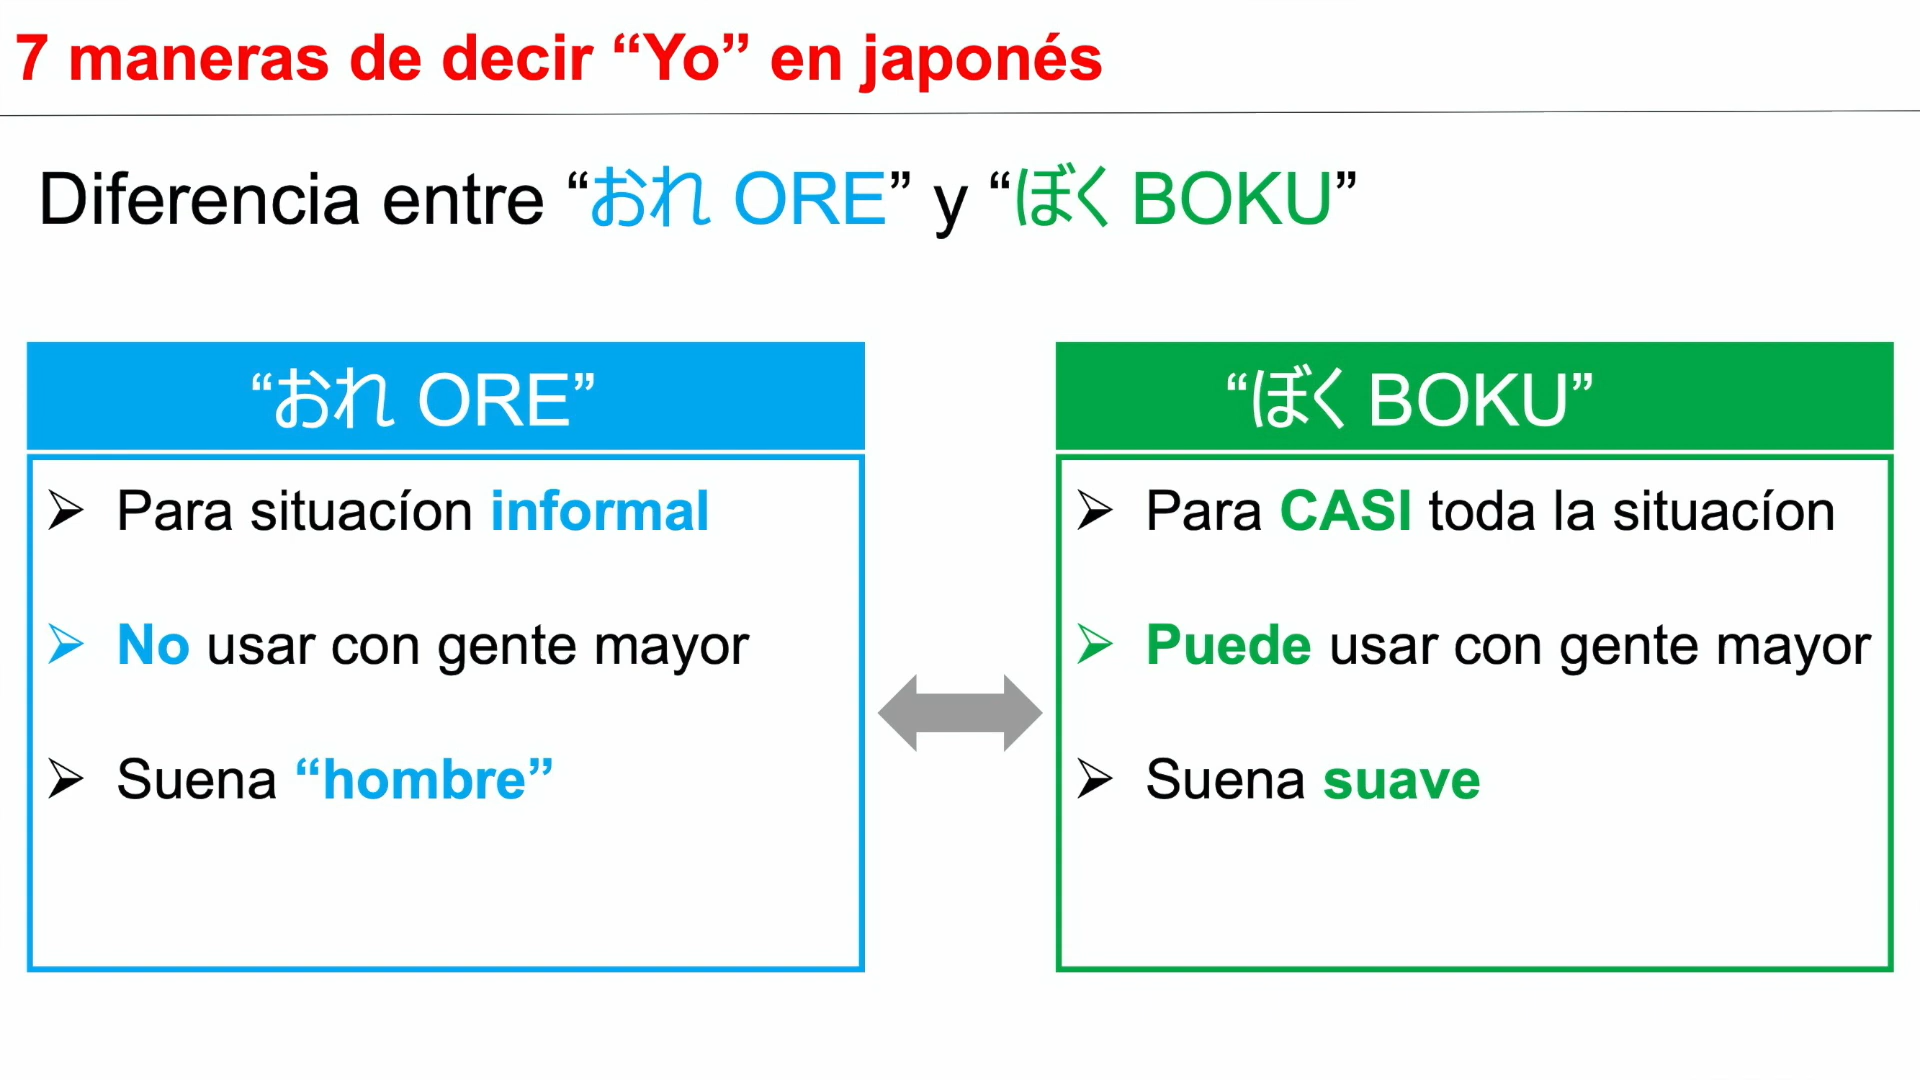 7 maneras de decir “Yo” en japonés
Diferencia entre “おれ ORE” y “ぼく BOKU”
“おれ ORE”
Para situacíon informal
No usar con gente mayor
Suena “hombre”
“ぼく BOKU”
Para CASI toda la situacíon
Puede usar con gente mayor
Suena suave